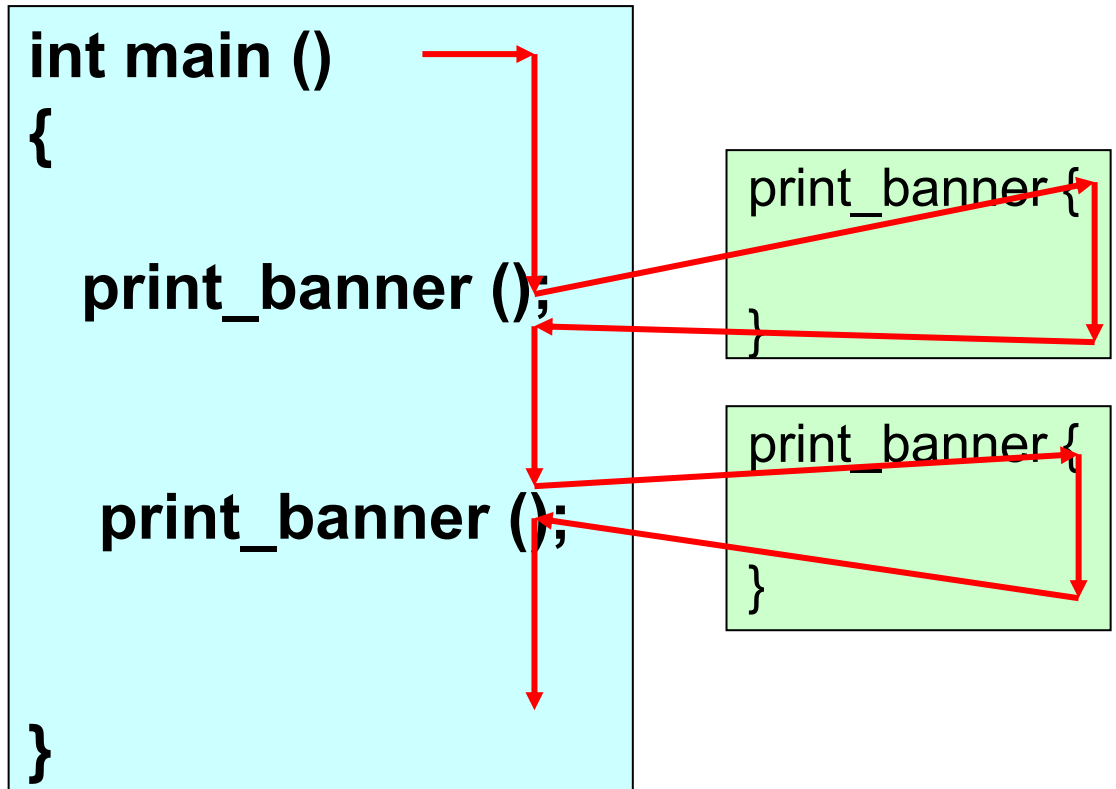 int main ()
{
print_banner ();
print_banner ();
}
print_banner {
}
print_banner {
}